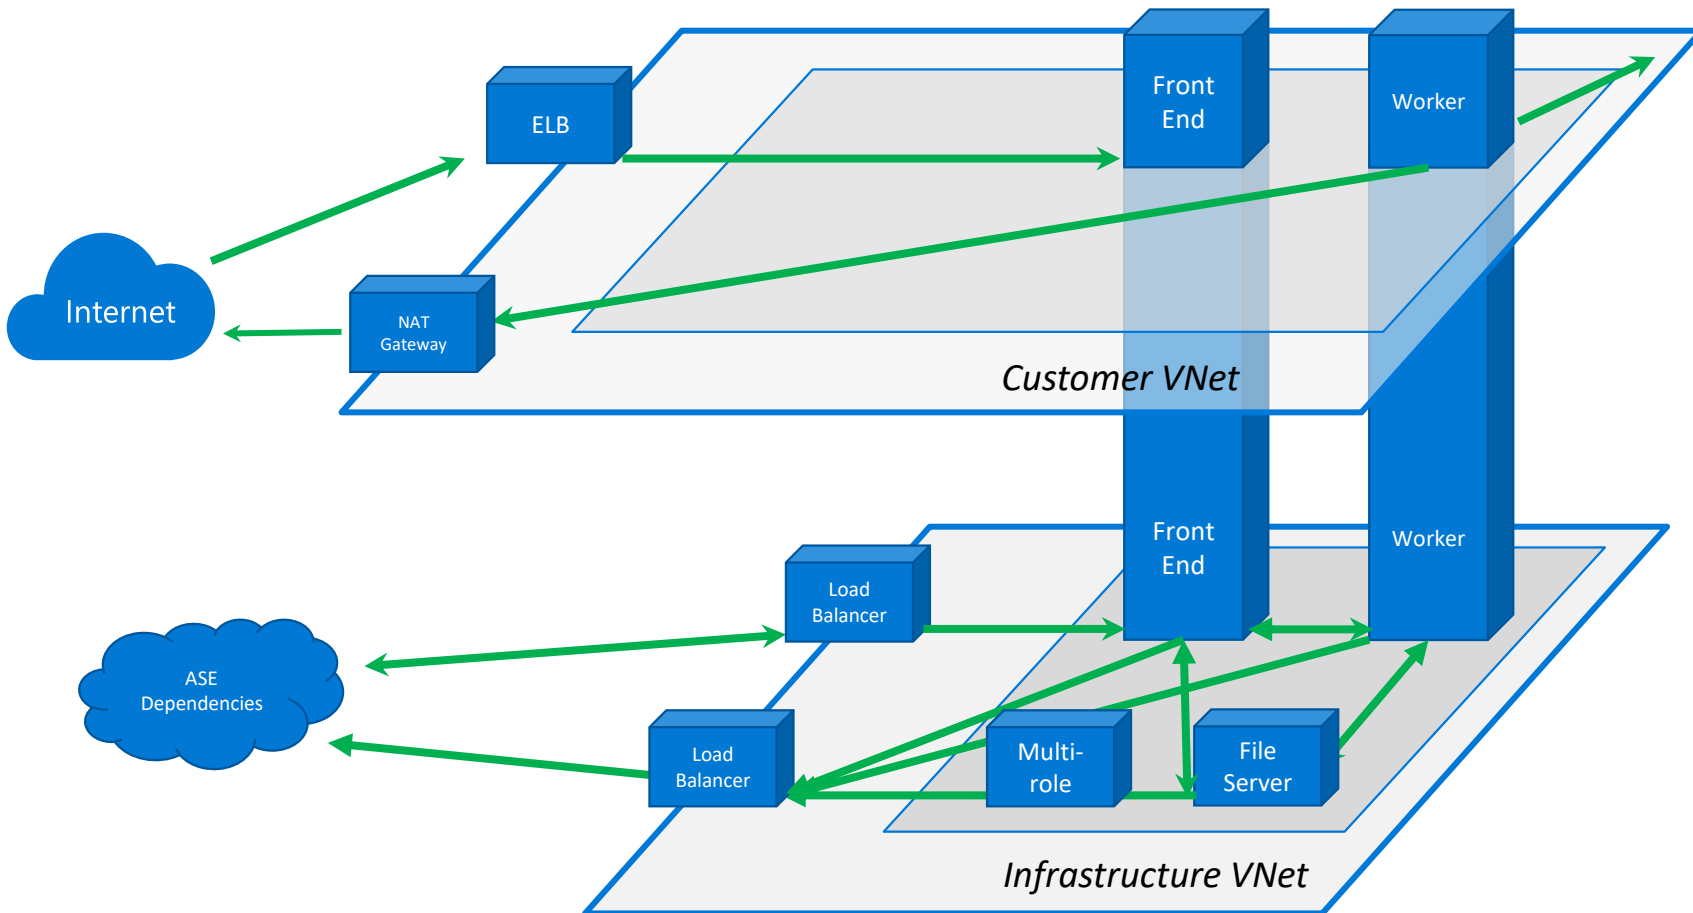 Front
End
Worker
ELB
Internet
NAT
Gateway
Customer VNet
Front
End
Worker
Load
Balancer
ASE
Dependencies
Load
Balancer
Multi-
role
File
Server
Infrastructure VNet